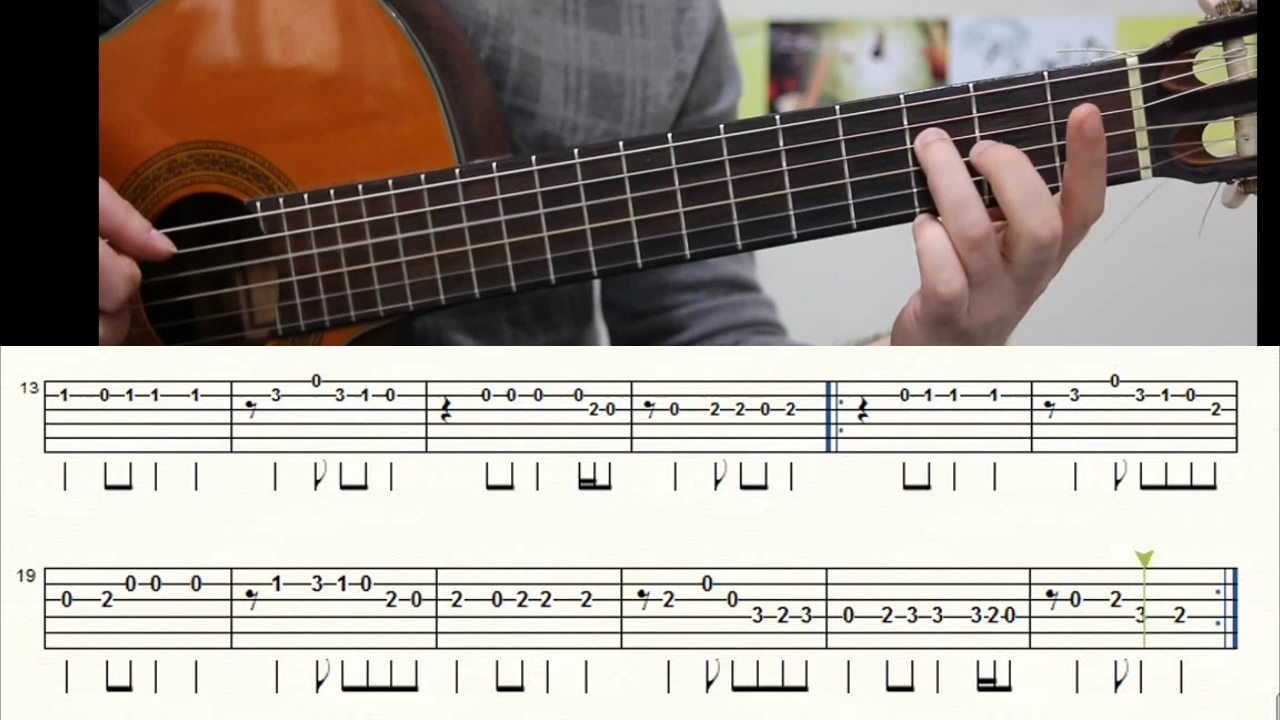 13
0
1 0 1 1 1 3 3 1 0 0 0 0 0 0 1 1 1 3 0 3 1 0
2 0 0 2 2 0 2 2
19
0 0 0 1 3 1 0 0
0 2 2 0 2 0 2 2 2 2 0 0 2
3 2 3 0 2 3 3 3 2 0 3 2